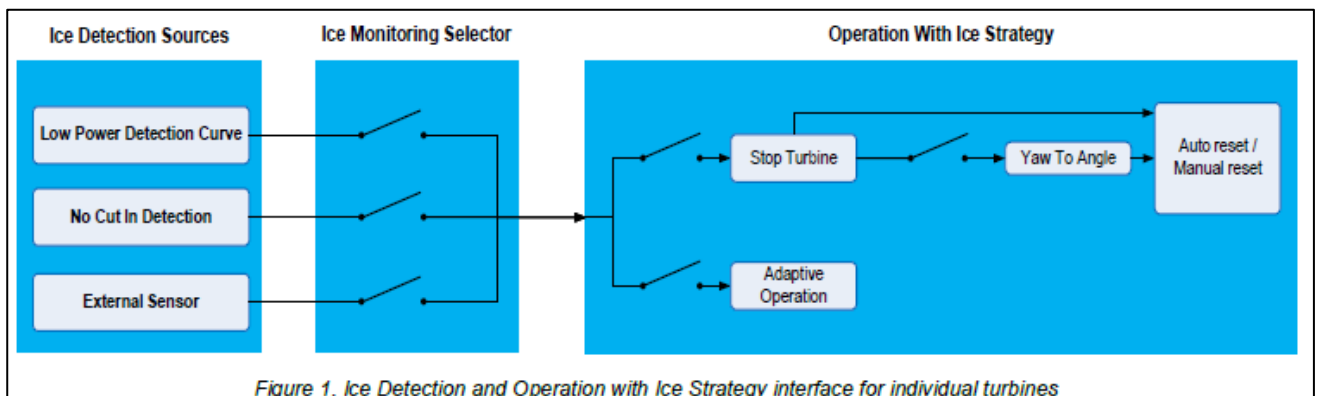 Ice Detection Sources
Ice Monitoring Selector
Operation With Ice Strategy
Low Power Detection Curve
No Cut In Detection
External Sensor
Stop Turbine
Yaw To Angle
Auto reset /
Manual reset
Adaptive
Operation
Figure 1. Ice Detection and Operation with Ice Strategy interface for individual turbines